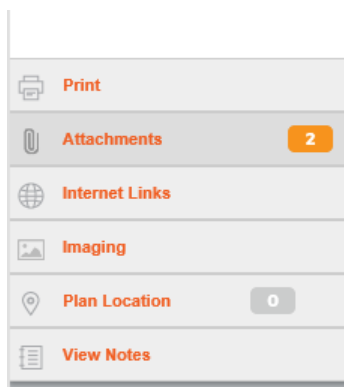 Print
Attachments 2
Internet Links
Imaging
Plan Location 0
View Notes